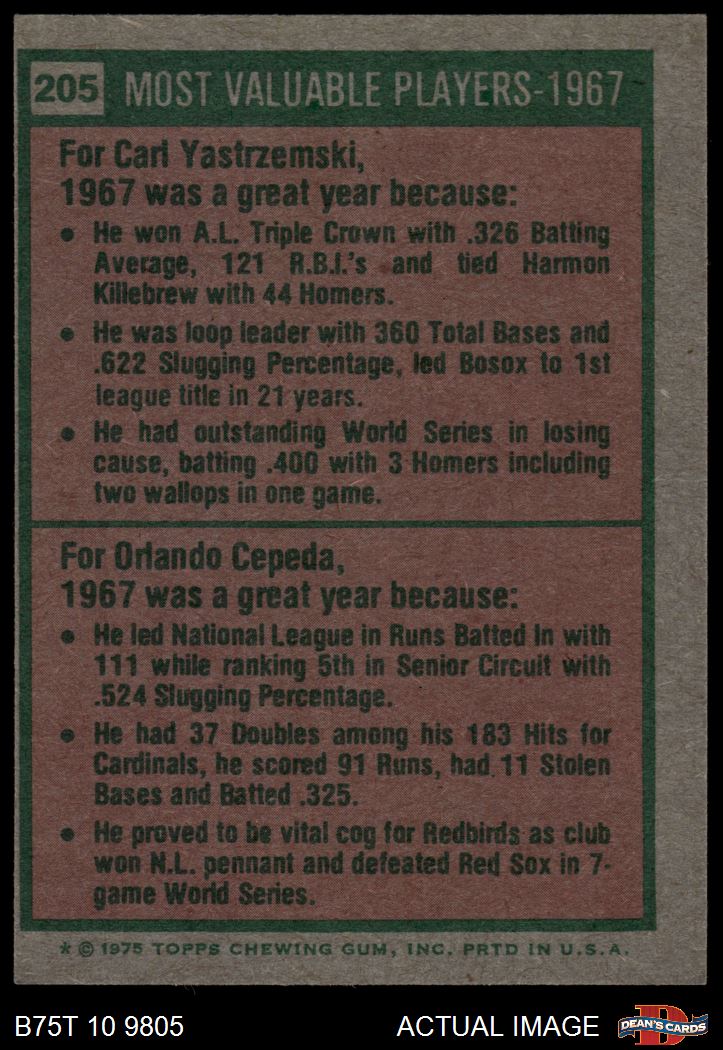 205 MOST VALUABLE PLAYERS-1967
For Carl Yastrzemski,
1967 was a great year because:
• He won A.L. Triple Crown with .326 Batting
Average, 121 R.B.I.'s and tied Harmon
Killebrew with 44 Homers.
• He was loop leader with 360 Total Bases and
.622 Slugging Percentage, led Bosox to 1st
league title in 21 years.
• He had outstanding World Series in losing
cause, batting .400 with 3 Homers including
two wallops in one game.
For Orlando Cepeda,
1967 was a great year because:
• He led National League in Runs Batted In with
111 while ranking 5th in Senior Circuit with
.524 Slugging Percentage.
• He had 37 Doubles among his 183 Hits for
Cardinals, he scored 91 Runs, had 11 Stolen
Bases and Batted .325.
• He proved to be vital cog for Redbirds as club
won N.L. pennant and defeated Red Sox in 7-
game World Series.
* © 1975 TOPPS CHEWING GUM, INC. PRTD IN U.S.A.
B75T 10 9805 ACTUAL IMAGE D DEAN'S CARDS